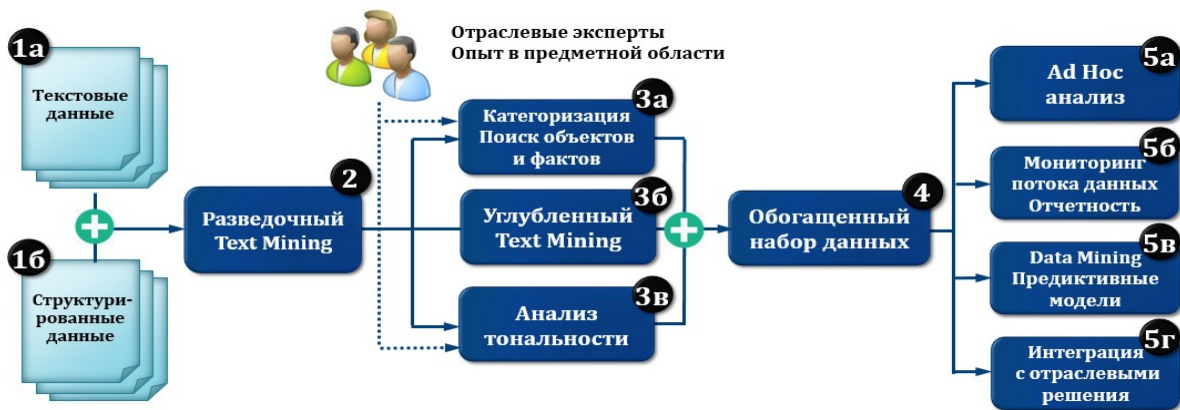 1а
Текстовые
данные
1б
Структури-
рованные
данные
Отраслевые эксперты
Опыт в предметной области
2
Разведочный
Text Mining
3а
Категоризация
Поиск объектов
и фактов
3б
Углубленный
Text Mining
3в
Анализ
тональности
4
Обогащенный
набор данных
5а
Ad Hoc
анализ
5б
Мониторинг
потока данных
Отчетность
5в
Data Mining
Предиктивные
модели
5г
Интеграция
с отраслевыми
решения